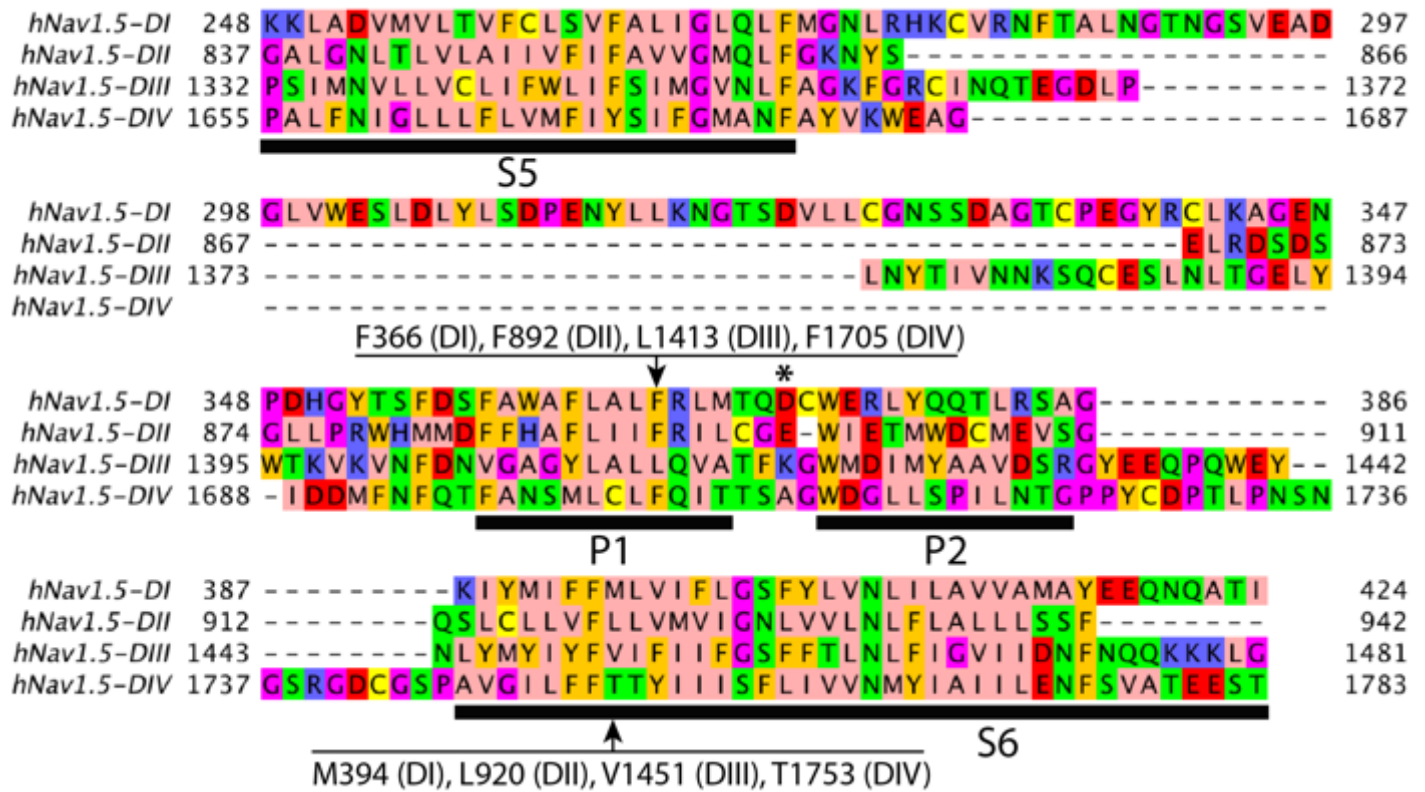 hNav1.5-DI 248 KKLADVMVLTVFCLSVFALIGLQLFMGNLRHKCVRNFTALNGTNGSVEAD 297
hNav1.5-DII 837 GALGNLTLVLAIIVFIFAVVGMQLFGKNYS-------------------- 866
hNav1.5-DIII 1332 PSIMNVLLVCLIFWLIFSIMGVNLFAGKFGRCINQTEGDLP--------- 1372
hNav1.5-DIV 1655 PALFNIGLLLFLVMFIYSIFGMANFAYVKWEAG----------------- 1687
S5
hNav1.5-DI 298 GLVWESLDLYLSDPENYLLKNGTSDVLLCGNSSDAGTCPEGYRCLKAGEN 347
hNav1.5-DII 867 -------------------------------------------ELRDSDS 873
hNav1.5-DIII 1373 ----------------------------LNYTIVNNKSQCESLNLTGELY 1394
hNav1.5-DIV --------------------------------------------------
F366 (DI), F892 (DII), L1413 (DIII), F1705 (DIV)
*
hNav1.5-DI 348 PDHGYTSFDSFAWAFLALFRLMTQDCWERLYQQTLRSAG----------- 386
hNav1.5-DII 874 GLLPRWHMMDFFHAFLIIFRILCGE-WIETMWDCMEVSG----------- 911
hNav1.5-DIII 1395 WTKVKVNFDNVGAGYLALLQVATFKGWMDIMYAAVDSRGYEEQPQWEY-- 1442
hNav1.5-DIV 1688 -IDDMFNFQTFANSMLCLFQITTSAGWDGLLSPILNTGPPYCDPTLPNSN 1736
P1 P2
hNav1.5-DI 387 ---------KIYMIFFMLVIFLGSFYLVNLILAVVAMAYEEQNQATI 424
hNav1.5-DII 912 --------QSLCLLVFLLVMVIGNLVVLNLFLALLLSSF-------- 942
hNav1.5-DIII 1443 --------NLYMYIYFVIFIIFGSFFTLNLFIGVIIDNFNQQKKKLG 1481
hNav1.5-DIV 1737 GSRGDCGSPAVGILFFTTYIIISFLIVVNMYIAIILENFSVATEEST 1783
S6
M394 (DI), L920 (DII), V1451 (DIII), T1753 (DIV)